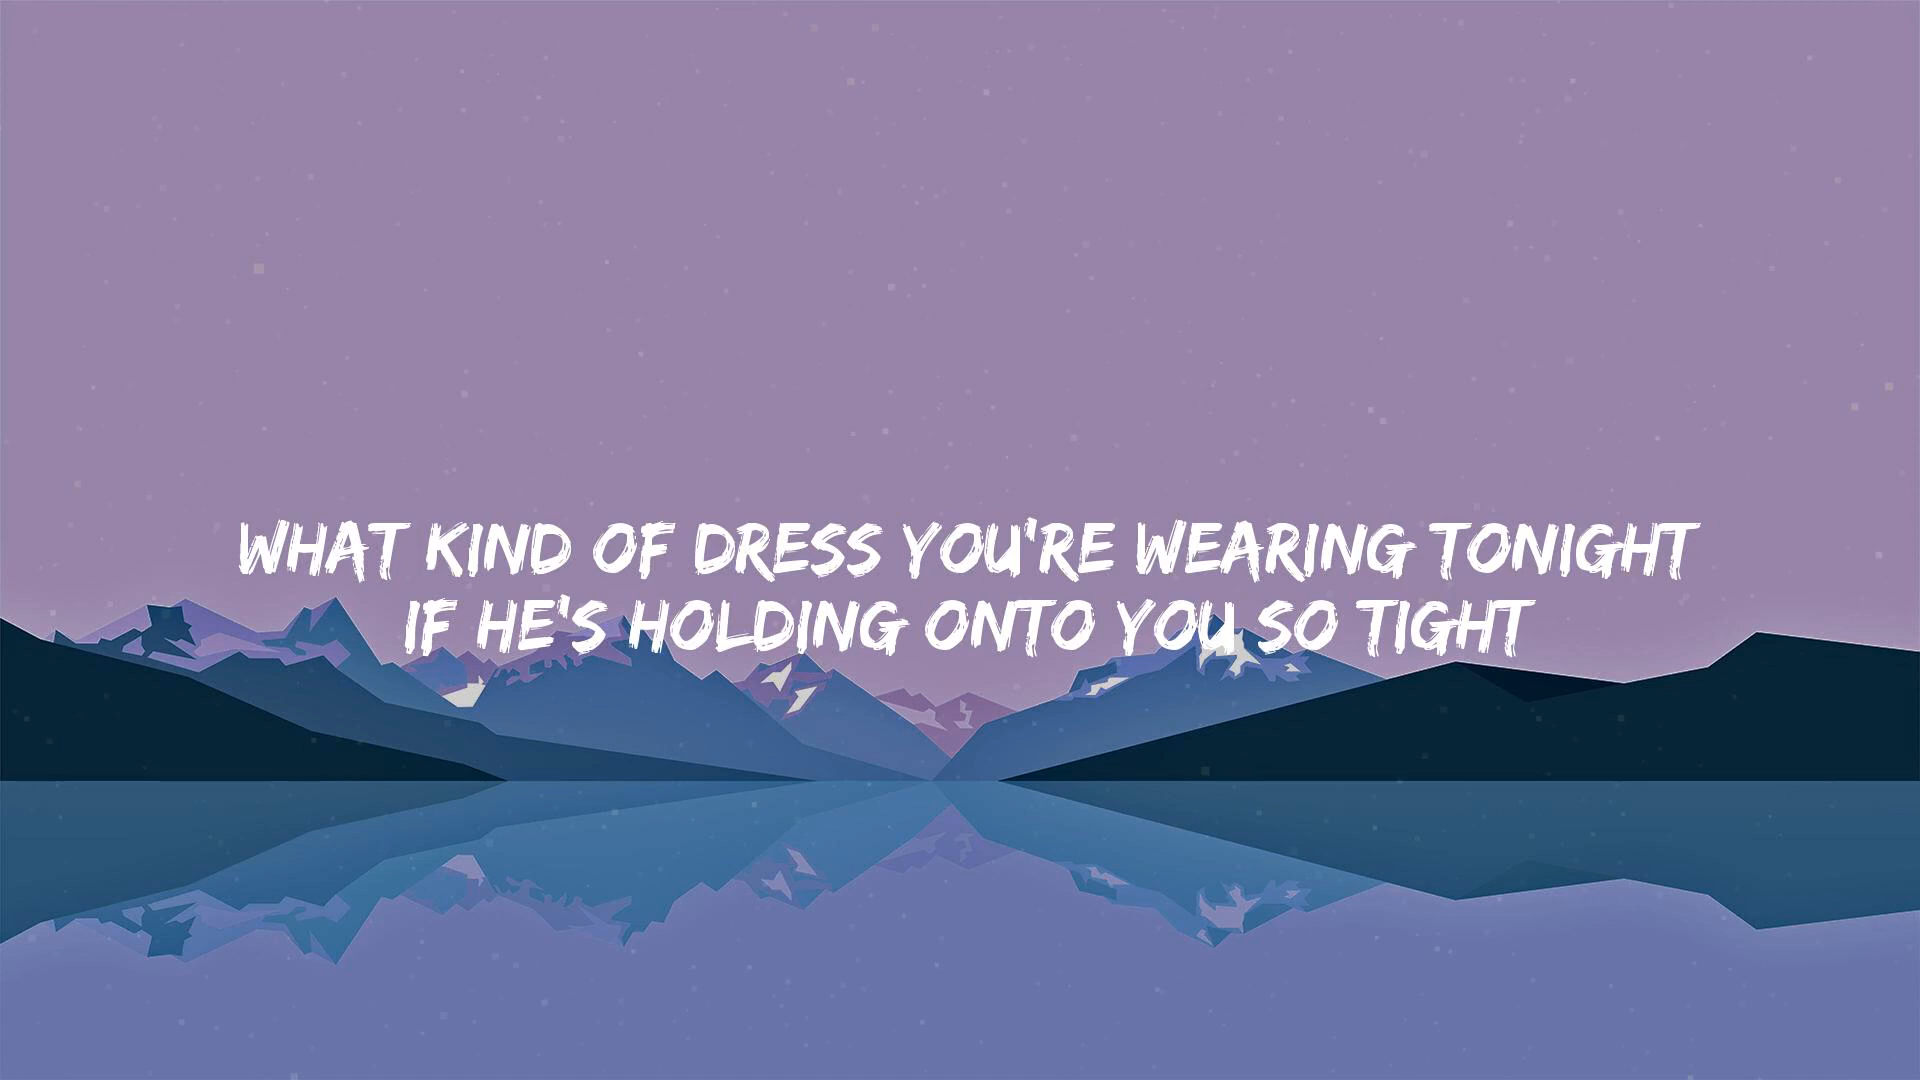 WHAT KIND OF DRESS YOU'RE WEARING TONIGHT
IF HE'S HOLDING ONTO YOU SO TIGHT